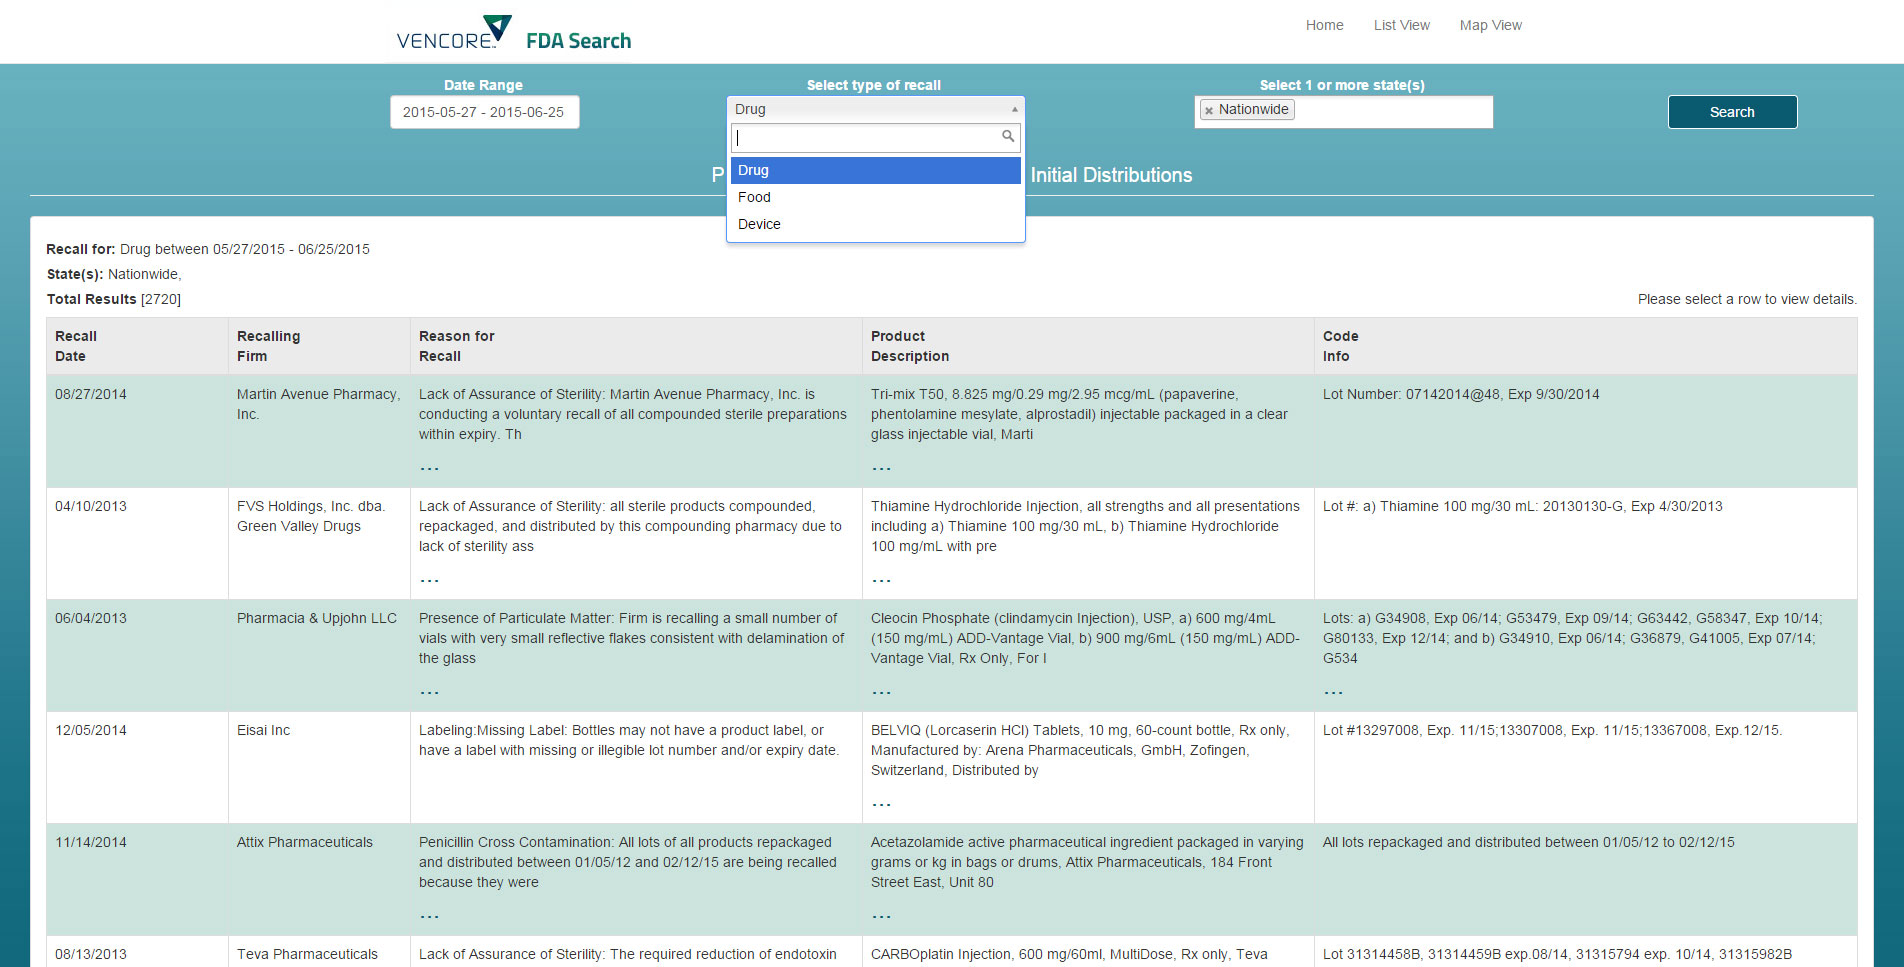 VENCORE FDA Search
Home List View Map View
Date Range
2015-05-27 - 2015-06-25
Select type of recall
Drug
Drug
Food
Device
Select 1 or more state(s)
× Nationwide
Search
P
Initial Distributions
Recall for: Drug between 05/27/2015 - 06/25/2015
State(s): Nationwide,
Total Results [2720]
Please select a row to view details.
Recall
Date
Recalling
Firm
Reason for
Recall
Product
Description
Code
Info
08/27/2014
Martin Avenue Pharmacy,
Inc.
Lack of Assurance of Sterility: Martin Avenue Pharmacy, Inc. is
conducting a voluntary recall of all compounded sterile preparations
within expiry. Th
...
Tri-mix T50, 8.825 mg/0.29 mg/2.95 mcg/mL (papaverine,
phentolamine mesylate, alprostadil) injectable packaged in a clear
glass injectable vial, Marti
...
Lot Number: 07142014@48, Exp 9/30/2014
04/10/2013
FVS Holdings, Inc. dba.
Green Valley Drugs
Lack of Assurance of Sterility: all sterile products compounded,
repackaged, and distributed by this compounding pharmacy due to
lack of sterility ass
...
Thiamine Hydrochloride Injection, all strengths and all presentations
including a) Thiamine 100 mg/30 mL, b) Thiamine Hydrochloride
100 mg/mL with pre
...
Lot #: a) Thiamine 100 mg/30 mL: 20130130-G, Exp 4/30/2013
06/04/2013
Pharmacia & Upjohn LLC
Presence of Particulate Matter: Firm is recalling a small number of
vials with very small reflective flakes consistent with delamination of
the glass
...
Cleocin Phosphate (clindamycin Injection), USP, a) 600 mg/4mL
(150 mg/mL) ADD-Vantage Vial, b) 900 mg/6mL (150 mg/mL) ADD-
Vantage Vial, Rx Only, For I
...
Lots: a) G34908, Exp 06/14; G53479, Exp 09/14; G63442, G58347, Exp 10/14;
G80133, Exp 12/14; and b) G34910, Exp 06/14; G36879, G41005, Exp 07/14;
G534
...
12/05/2014
Eisai Inc
Labeling:Missing Label: Bottles may not have a product label, or
have a label with missing or illegible lot number and/or expiry date.
BELVIQ (Lorcaserin HCl) Tablets, 10 mg, 60-count bottle, Rx only,
Manufactured by: Arena Pharmaceuticals, GmbH, Zofingen,
Switzerland, Distributed by
...
Lot #13297008, Exp. 11/15;13307008, Exp. 11/15;13367008, Exp.12/15.
11/14/2014
Attix Pharmaceuticals
Penicillin Cross Contamination: All lots of all products repackaged
and distributed between 01/05/12 and 02/12/15 are being recalled
because they were
...
Acetazolamide active pharmaceutical ingredient packaged in varying
grams or kg in bags or drums, Attix Pharmaceuticals, 184 Front
Street East, Unit 80
...
All lots repackaged and distributed between 01/05/12 to 02/12/15
08/13/2013
Teva Pharmaceuticals
Lack of Assurance of Sterility: The required reduction of endotoxin
CARBOplatin Injection, 600 mg/60ml, MultiDose, Rx only, Teva
Lot 31314458B, 31314459B exp.08/14, 31315794 exp. 10/14, 31315982B